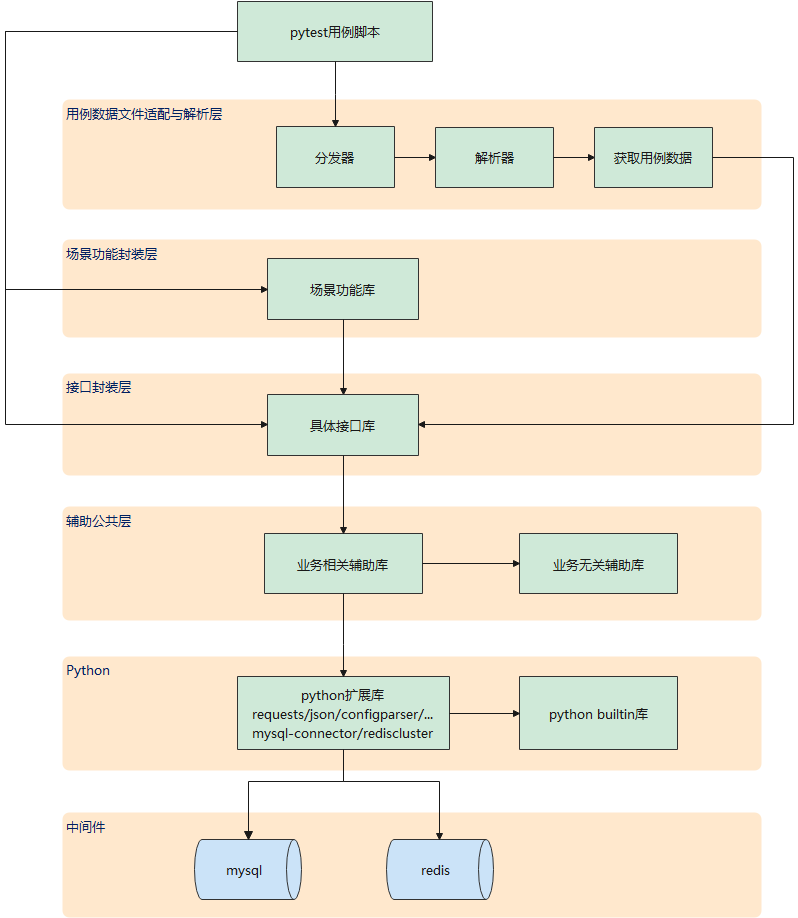 pytest用例脚本
用例数据文件适配与解析层
分发器
解析器
获取用例数据
场景功能封装层
场景功能库
接口封装层
具体接口库
辅助公共层
业务相关辅助库
业务无关辅助库
Python
python扩展库
requests/json/configparser/...
mysql-connector/rediscluster
python builtin库
中间件
mysql
redis